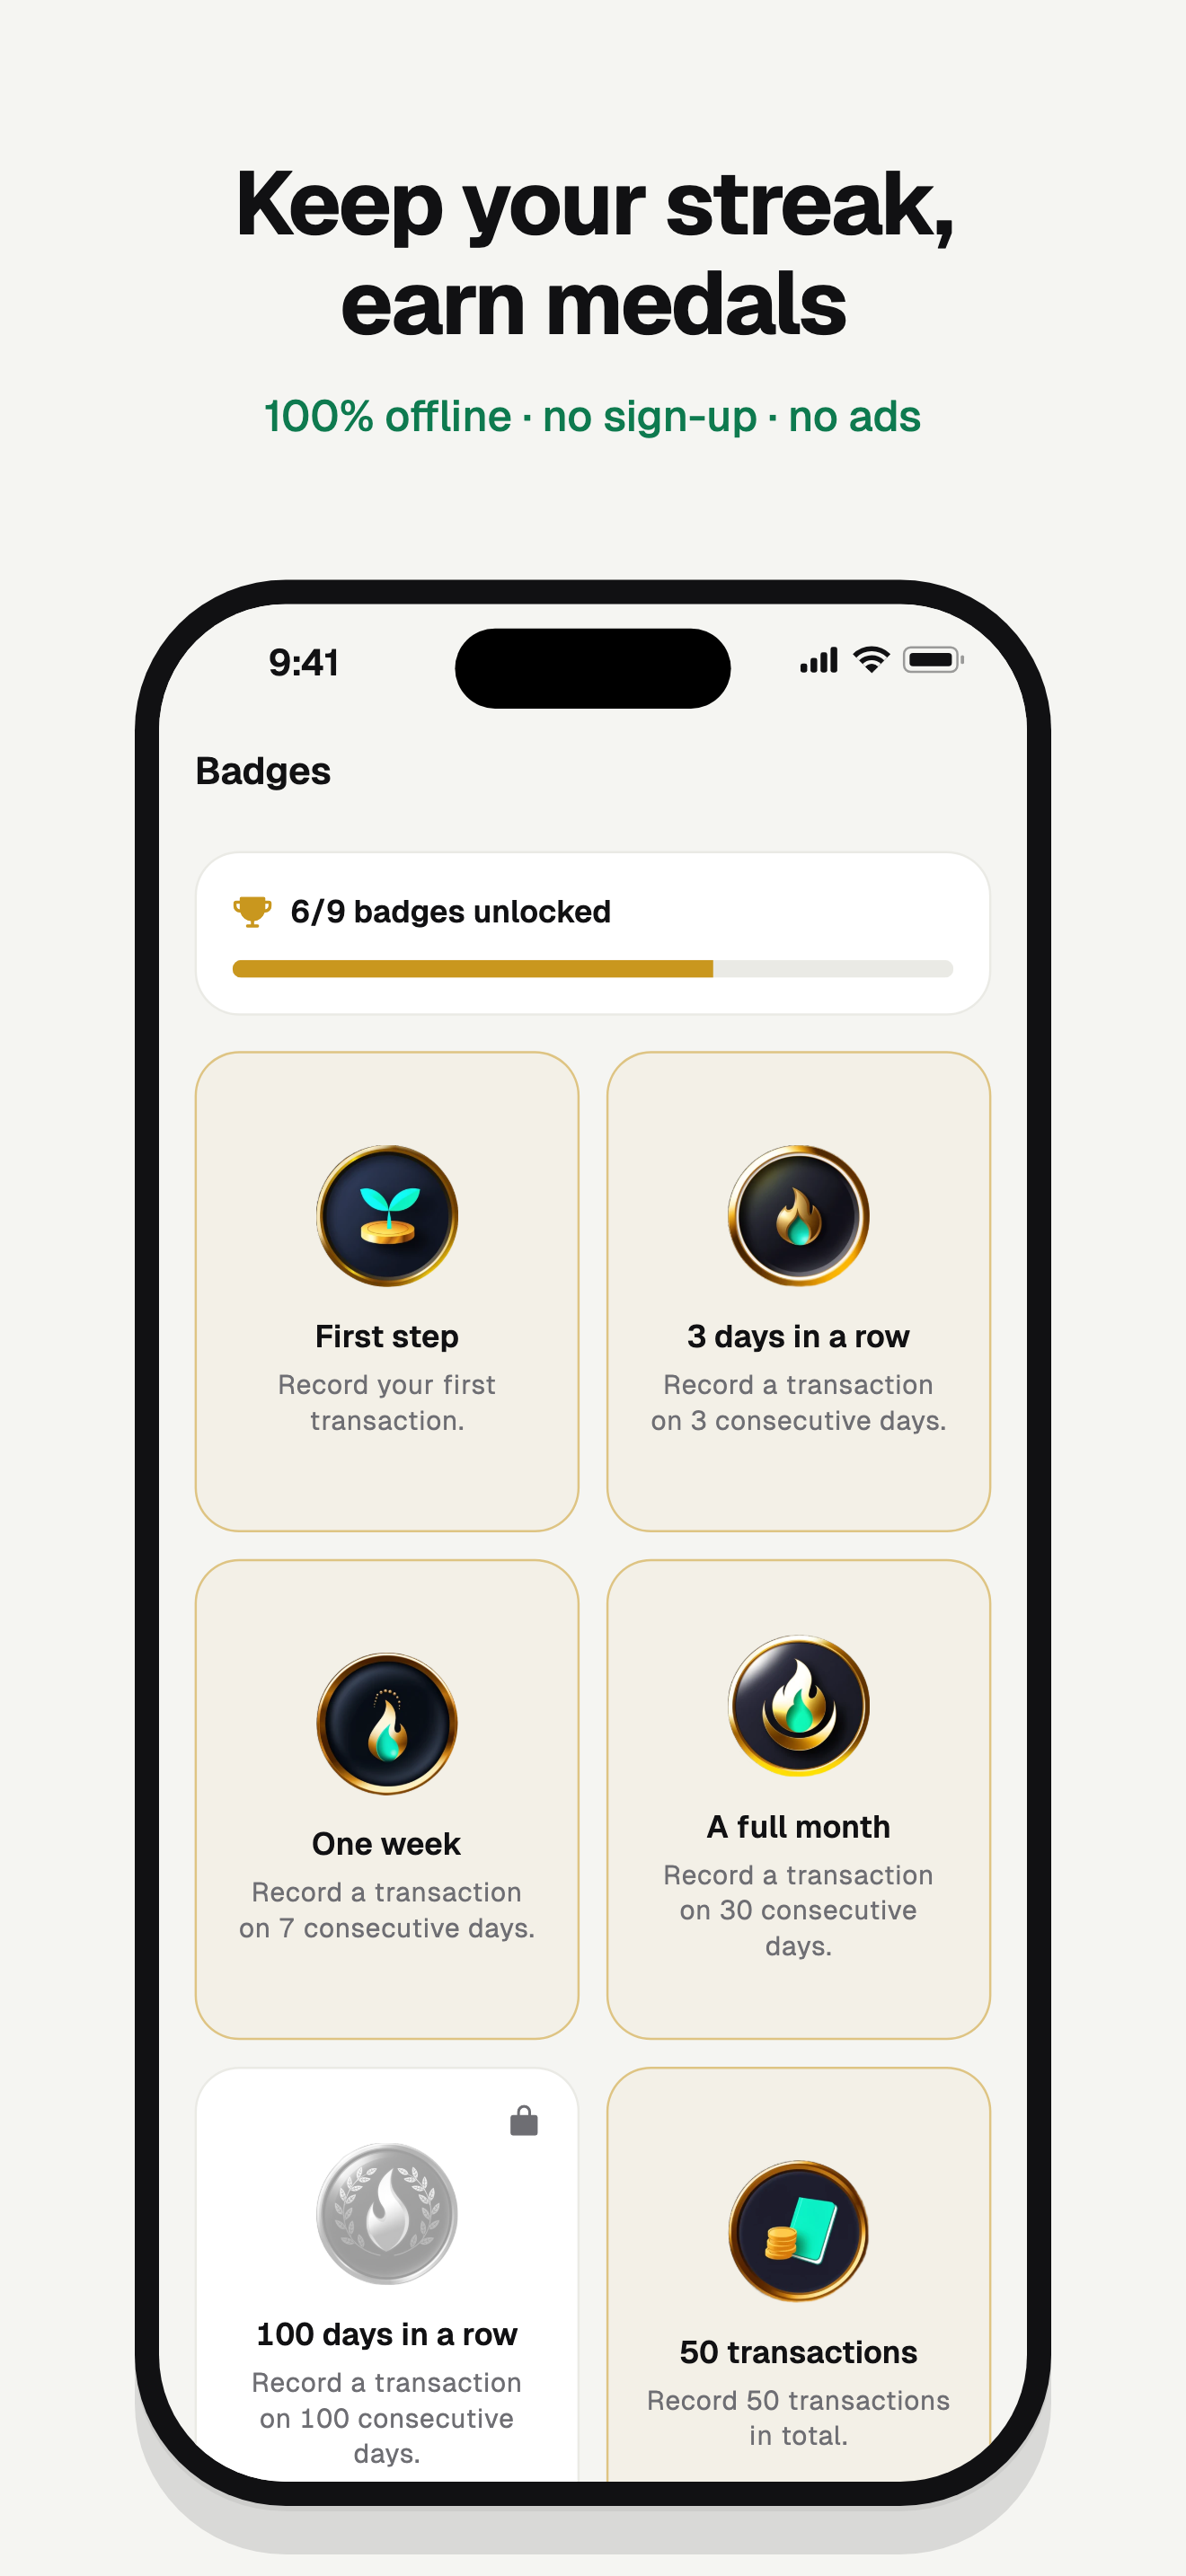 Keep your streak,
earn medals
100% offline · no sign-up · no ads
9:41
Badges
6/9 badges unlocked
First step
Record your first
transaction.
3 days in a row
Record a transaction
on 3 consecutive days.
One week
Record a transaction
on 7 consecutive days.
A full month
Record a transaction
on 30 consecutive
days.
100 days in a row
Record a transaction
on 100 consecutive
days.
50 transactions
Record 50 transactions
in total.